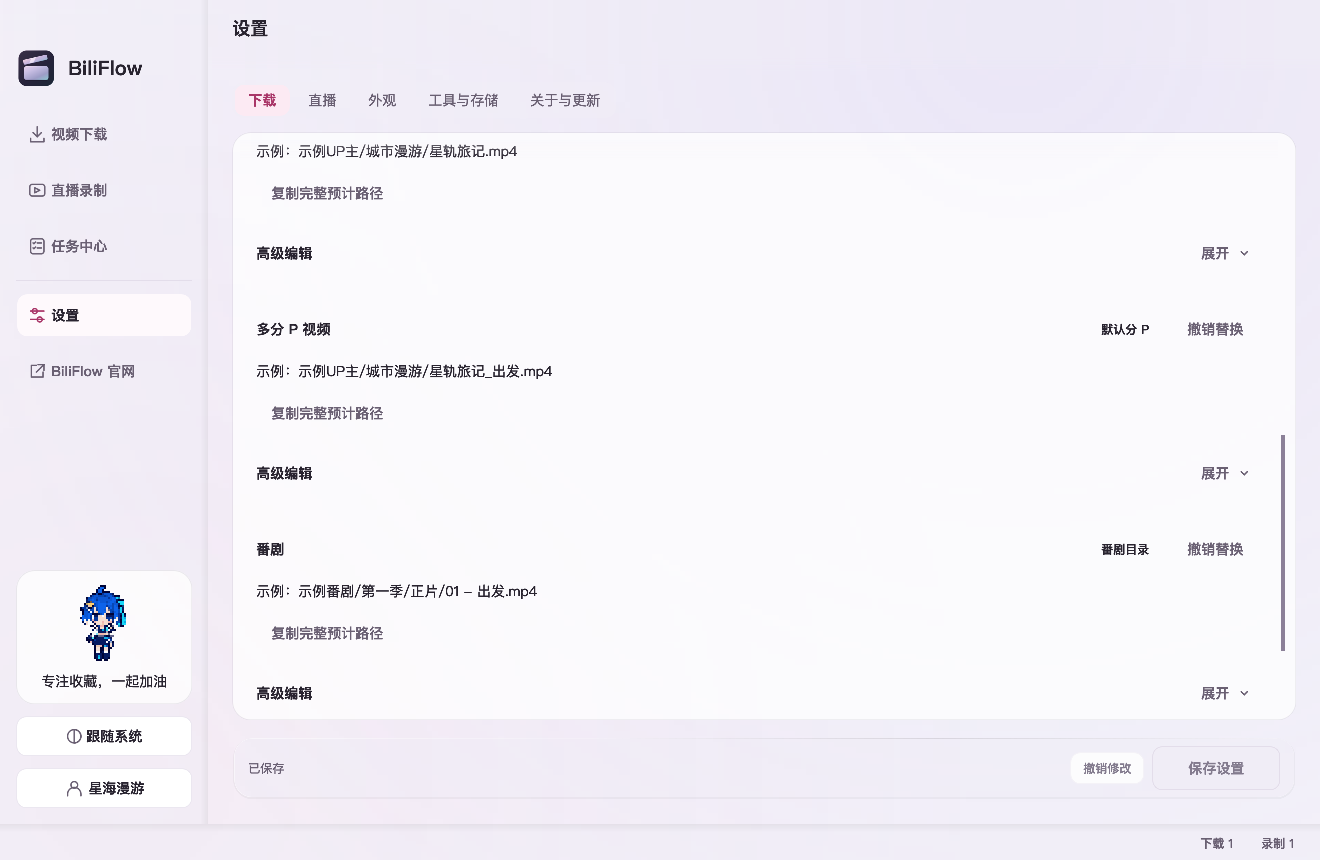 设置
BiliFlow
视频下载
直播录制
任务中心
设置
BiliFlow 官网
专注收藏，一起加油
跟随系统
星海漫游
下载 直播 外观 工具与存储 关于与更新
示例：示例UP主/城市漫游/星轨旅记.mp4
复制完整预计路径
高级编辑 展开
多分 P 视频 默认分 P 撤销替换
示例：示例UP主/城市漫游/星轨旅记_出发.mp4
复制完整预计路径
高级编辑 展开
番剧 番剧目录 撤销替换
示例：示例番剧/第一季/正片/01 – 出发.mp4
复制完整预计路径
高级编辑 展开
已保存 撤销修改 保存设置
下载 1 录制 1